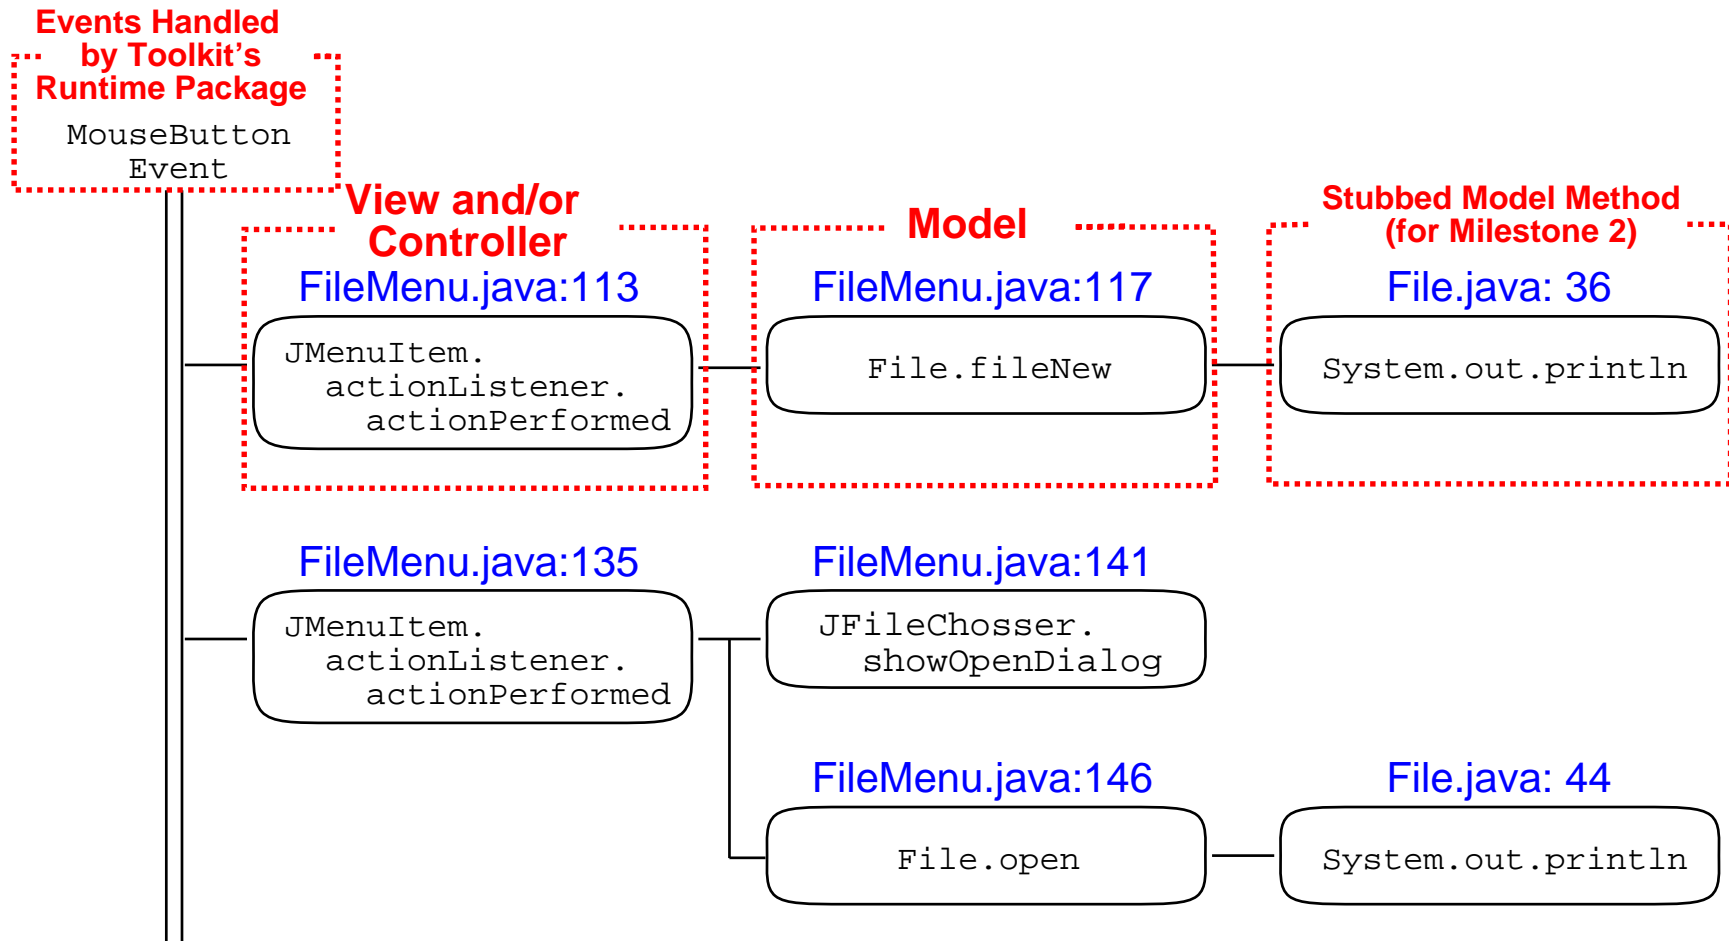 Events Handled
by Toolkit’s
Runtime Package
MouseButton
Event
View and/or
Controller
Model
Stubbed Model Method
(for Milestone 2)
FileMenu.java:113
FileMenu.java:117
File.java: 36
JMenuItem.
actionListener.
actionPerformed
File.fileNew
System.out.println
FileMenu.java:135
FileMenu.java:141
JMenuItem.
actionListener.
actionPerformed
JFileChosser.
showOpenDialog
FileMenu.java:146
File.java: 44
File.open
System.out.println